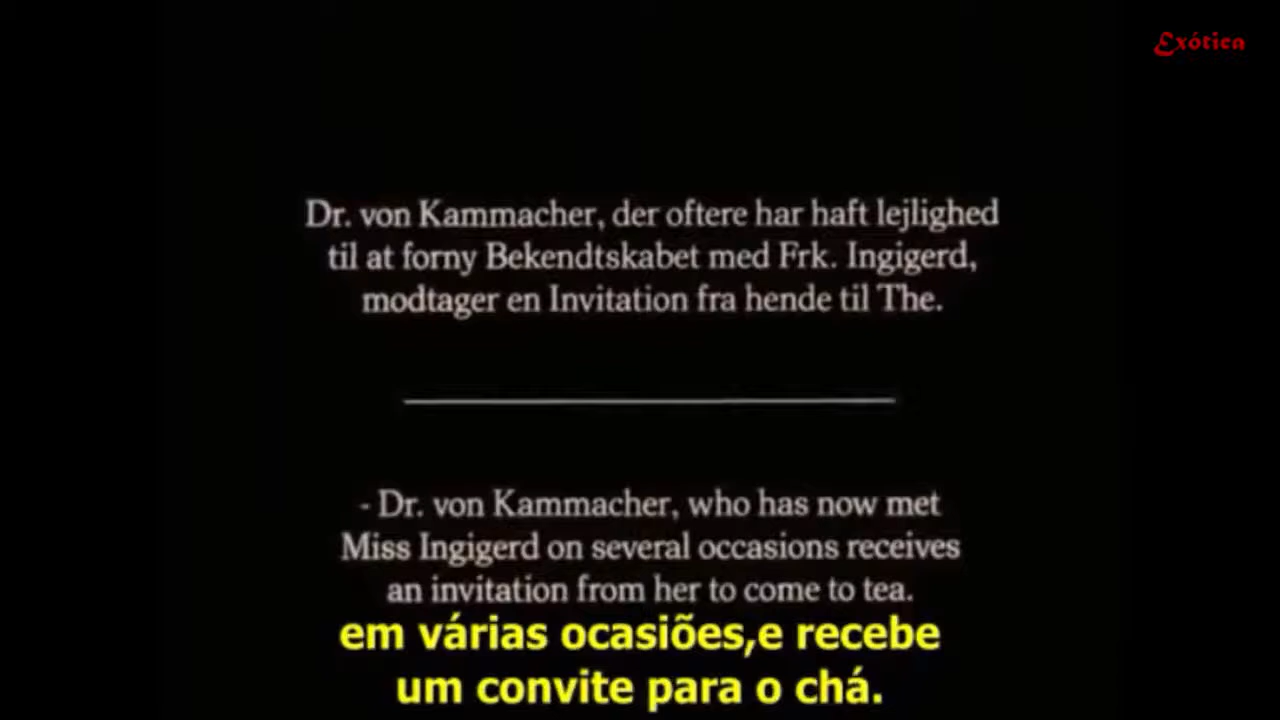 Exótica
Dr. von Kammacher, der oftere har haft lejlighed
til at forny Bekendtskabet med Frk. Ingigerd,
modtager en Invitation fra hende til The.
- Dr. von Kammacher, who has now met
Miss Ingigerd on several occasions receives
an invitation from her to come to tea.
em várias ocasiões,e recebe
um convite para o chá.